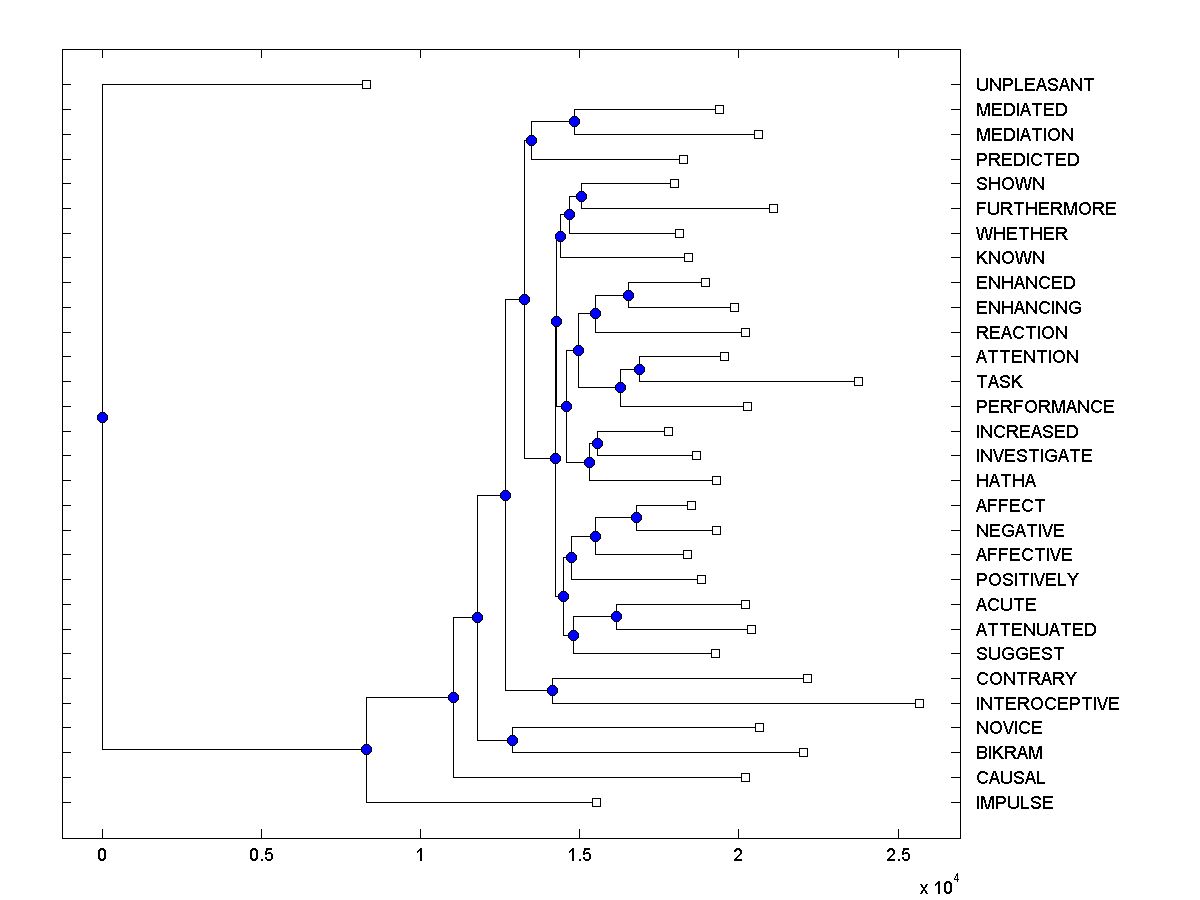 UNPLEASANT
MEDIATED
MEDIATION
PREDICTED
SHOWN
FURTHERMORE
WHETHER
KNOWN
ENHANCED
ENHANCING
REACTION
ATTENTION
TASK
PERFORMANCE
INCREASED
INVESTIGATE
HATHA
AFFECT
NEGATIVE
AFFECTIVE
POSITIVELY
ACUTE
ATTENUATED
SUGGEST
CONTRARY
INTEROCEPTIVE
NOVICE
BIKRAM
CAUSAL
IMPULSE
0 0.5 1 1.5 2 2.5
x 10^4